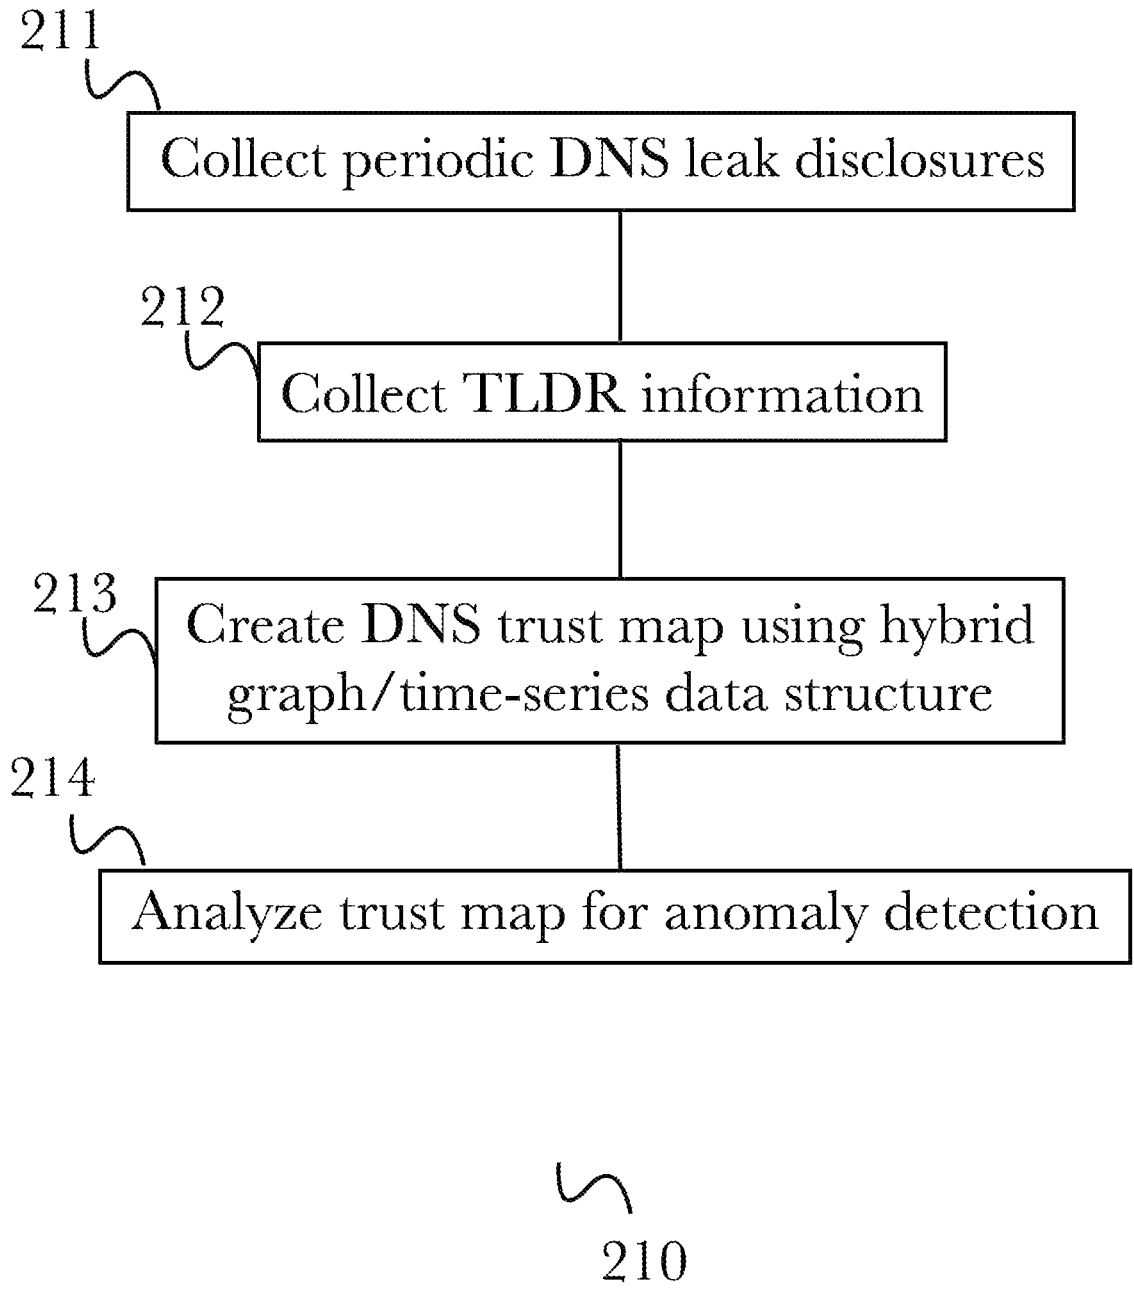 211
Collect periodic DNS leak disclosures
212
Collect TLDR information
213
Create DNS trust map using hybrid
graph/time-series data structure
214
Analyze trust map for anomaly detection
210